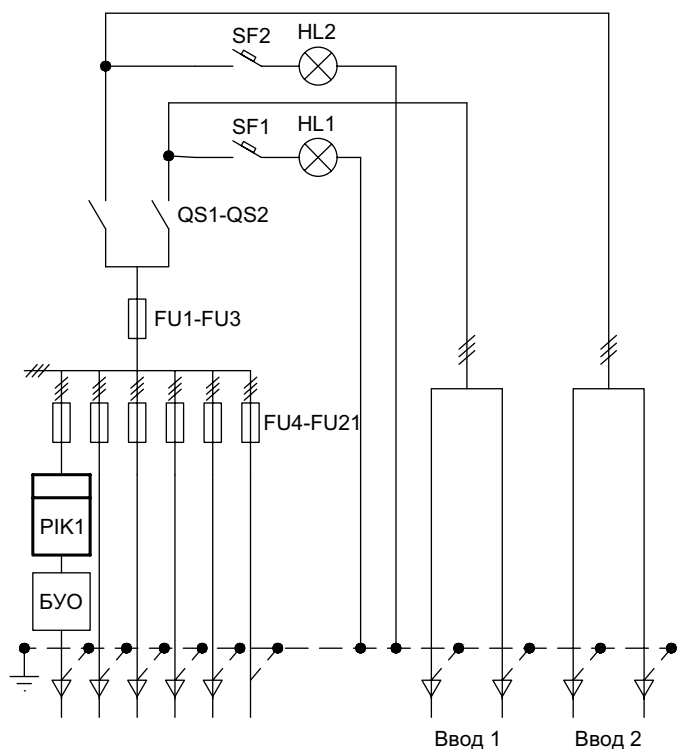 SF2 HL2
SF1 HL1
QS1-QS2
FU1-FU3
FU4-FU21
PIK1
БУО
Ввод 1 Ввод 2